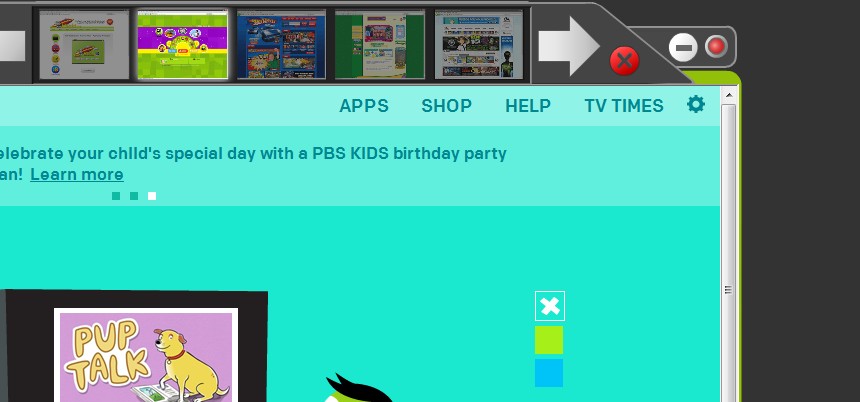 APPS SHOP HELP TV TIMES
elebrate your child's special day with a PBS KIDS birthday party
an! Learn more
PUP
TALK